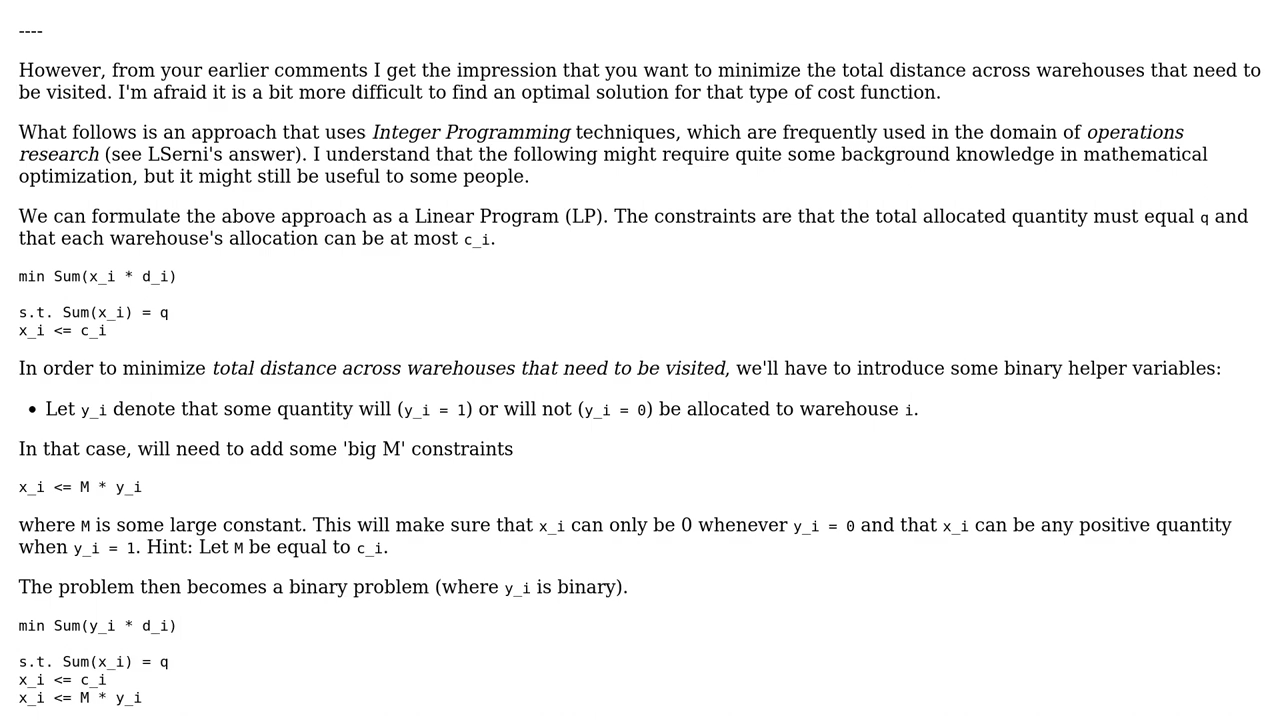 ----
However, from your earlier comments I get the impression that you want to minimize the total distance across warehouses that need to
be visited. I'm afraid it is a bit more difficult to find an optimal solution for that type of cost function.
What follows is an approach that uses Integer Programming techniques, which are frequently used in the domain of operations
research (see LSerni's answer). I understand that the following might require quite some background knowledge in mathematical
optimization, but it might still be useful to some people.
We can formulate the above approach as a Linear Program (LP). The constraints are that the total allocated quantity must equal q and
that each warehouse's allocation can be at most c_i.
min Sum(x_i * d_i)
s.t. Sum(x_i) = q
x_i <= c_i
In order to minimize total distance across warehouses that need to be visited, we'll have to introduce some binary helper variables:
• Let y_i denote that some quantity will (y_i = 1) or will not (y_i = 0) be allocated to warehouse i.
In that case, will need to add some 'big M' constraints
x_i <= M * y_i
where M is some large constant. This will make sure that x_i can only be 0 whenever y_i = 0 and that x_i can be any positive quantity
when y_i = 1. Hint: Let M be equal to c_i.
The problem then becomes a binary problem (where y_i is binary).
min Sum(y_i * d_i)
s.t. Sum(x_i) = q
x_i <= c_i
x_i <= M * y_i